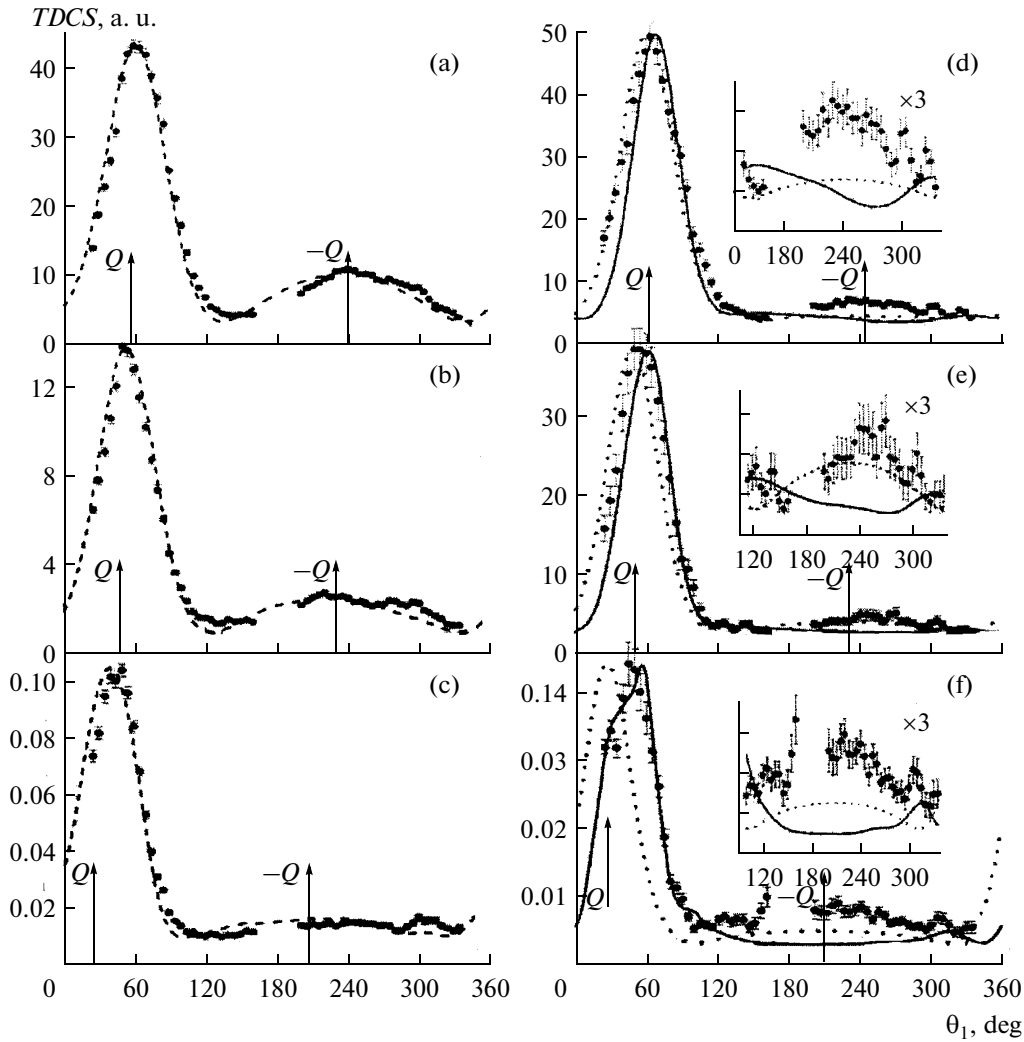 TDCS, a. u.
(a)
40
30
20
10
0
Q
−Q
(b)
12
8
4
0
Q
−Q
(c)
0.10
0.08
0.06
0.04
0.02
Q
−Q
0 60 120 180 240 300 360
(d)
50
40
30
20
10
0
Q
−Q
×3
0 180 240 300
(e)
30
20
10
0
Q
−Q
×3
120 180 240 300
(f)
0.14
0.03
0.02
0.01
Q
−Q
×3
120 180 240 300
0 60 120 180 240 300 360
θ1, deg